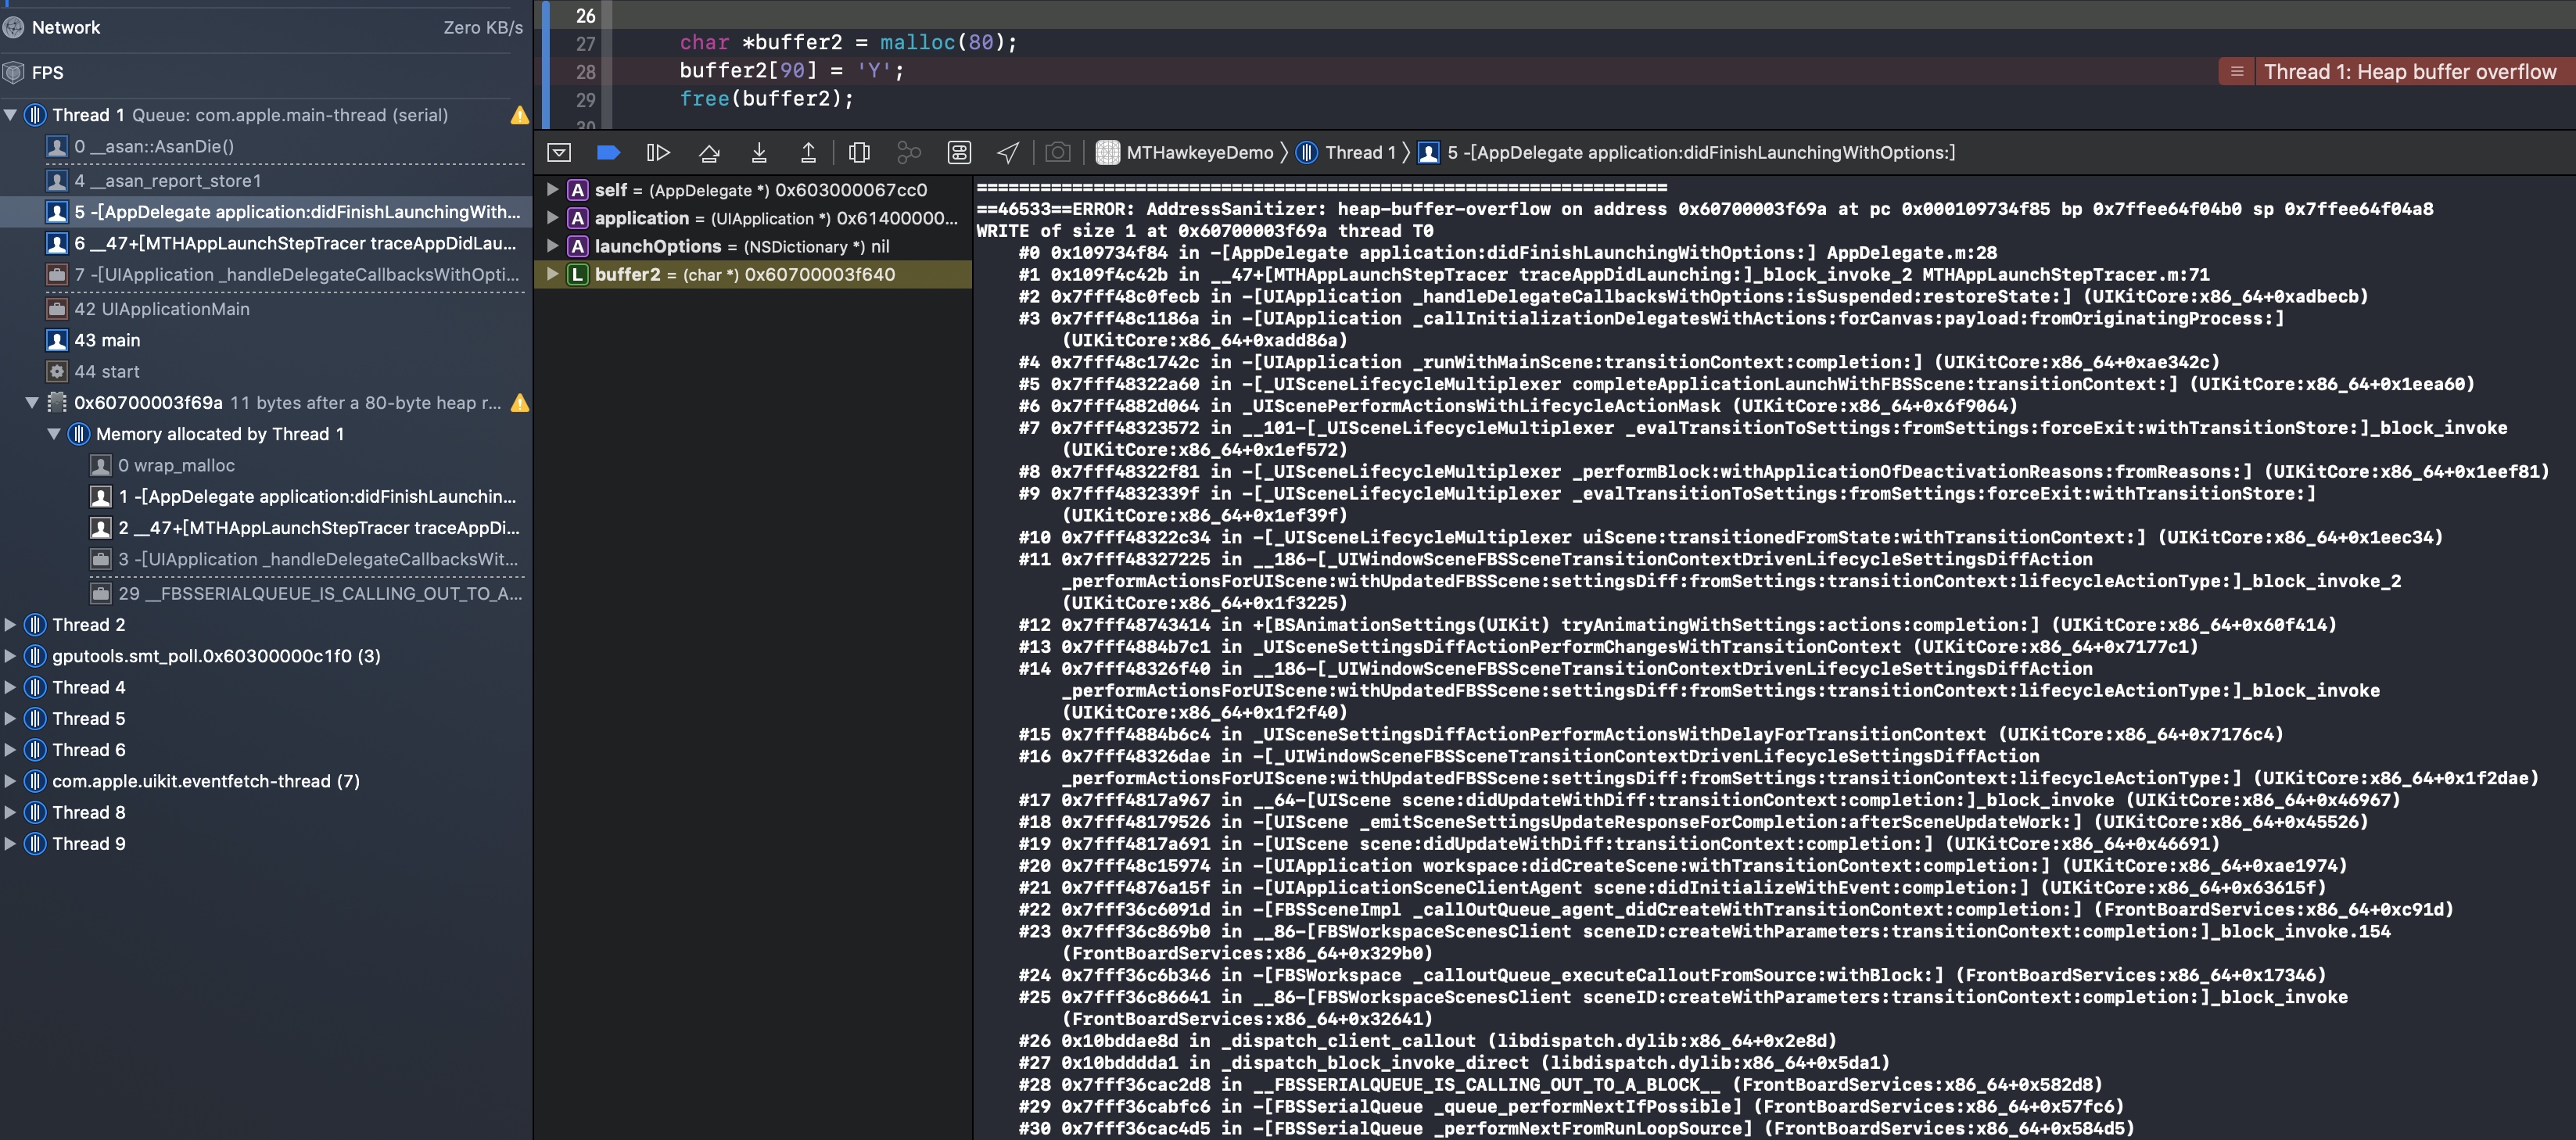 Network Zero KB/s
FPS
Thread 1 Queue: com.apple.main-thread (serial)
0 __asan::AsanDie()
4 __asan_report_store1
5 -[AppDelegate application:didFinishLaunchingWith...
6 __47+[MTHAppLaunchStepTracer traceAppDidLau...
7 -[UIApplication _handleDelegateCallbacksWithOpti...
42 UIApplicationMain
43 main
44 start
0x60700003f69a 11 bytes after a 80-byte heap r...
Memory allocated by Thread 1
0 wrap_malloc
1 -[AppDelegate application:didFinishLaunchin...
2 __47+[MTHAppLaunchStepTracer traceAppDi...
3 -[UIApplication _handleDelegateCallbacksWit...
29 __FBSSERIALQUEUE_IS_CALLING_OUT_TO_A...
Thread 2
gputools.smt_poll.0x60300000c1f0 (3)
Thread 4
Thread 5
Thread 6
com.apple.uikit.eventfetch-thread (7)
Thread 8
Thread 9
26
27 char *buffer2 = malloc(80);
28 buffer2[90] = 'Y'; Thread 1: Heap buffer overflow
29 free(buffer2);
30
MTHawkeyeDemo Thread 1 5 -[AppDelegate application:didFinishLaunchingWithOptions:]
A self = (AppDelegate *) 0x603000067cc0
A application = (UIApplication *) 0x61400000...
A launchOptions = (NSDictionary *) nil
L buffer2 = (char *) 0x60700003f640
=================================================================
==46533==ERROR: AddressSanitizer: heap-buffer-overflow on address 0x60700003f69a at pc 0x000109734f85 bp 0x7ffee64f04b0 sp 0x7ffee64f04a8
WRITE of size 1 at 0x60700003f69a thread T0
#0 0x109734f84 in -[AppDelegate application:didFinishLaunchingWithOptions:] AppDelegate.m:28
#1 0x109f4c42b in __47+[MTHAppLaunchStepTracer traceAppDidLaunching:]_block_invoke_2 MTHAppLaunchStepTracer.m:71
#2 0x7fff48c0fecb in -[UIApplication _handleDelegateCallbacksWithOptions:isSuspended:restoreState:] (UIKitCore:x86_64+0xadbecb)
#3 0x7fff48c1186a in -[UIApplication _callInitializationDelegatesWithActions:forCanvas:payload:fromOriginatingProcess:]
(UIKitCore:x86_64+0xadd86a)
#4 0x7fff48c1742c in -[UIApplication _runWithMainScene:transitionContext:completion:] (UIKitCore:x86_64+0xae342c)
#5 0x7fff48322a60 in -[_UISceneLifecycleMultiplexer completeApplicationLaunchWithFBSScene:transitionContext:] (UIKitCore:x86_64+0x1eea60)
#6 0x7fff4882d064 in _UIScenePerformActionsWithLifecycleActionMask (UIKitCore:x86_64+0x6f9064)
#7 0x7fff48323572 in __101-[_UISceneLifecycleMultiplexer _evalTransitionToSettings:fromSettings:forceExit:withTransitionStore:]_block_invoke
(UIKitCore:x86_64+0x1ef572)
#8 0x7fff48322f81 in -[_UISceneLifecycleMultiplexer _performBlock:withApplicationOfDeactivationReasons:fromReasons:] (UIKitCore:x86_64+0x1eef81)
#9 0x7fff4832339f in -[_UISceneLifecycleMultiplexer _evalTransitionToSettings:fromSettings:forceExit:withTransitionStore:]
(UIKitCore:x86_64+0x1ef39f)
#10 0x7fff48322c34 in -[_UISceneLifecycleMultiplexer uiScene:transitionedFromState:withTransitionContext:] (UIKitCore:x86_64+0x1eec34)
#11 0x7fff48327225 in __186-[_UIWindowSceneFBSSceneTransitionContextDrivenLifecycleSettingsDiffAction
_performActionsForUIScene:withUpdatedFBSScene:settingsDiff:fromSettings:transitionContext:lifecycleActionType:]_block_invoke_2
(UIKitCore:x86_64+0x1f3225)
#12 0x7fff48743414 in +[BSAnimationSettings(UIKit) tryAnimatingWithSettings:actions:completion:] (UIKitCore:x86_64+0x60f414)
#13 0x7fff4884b7c1 in _UISceneSettingsDiffActionPerformChangesWithTransitionContext (UIKitCore:x86_64+0x7177c1)
#14 0x7fff48326f40 in __186-[_UIWindowSceneFBSSceneTransitionContextDrivenLifecycleSettingsDiffAction
_performActionsForUIScene:withUpdatedFBSScene:settingsDiff:fromSettings:transitionContext:lifecycleActionType:]_block_invoke
(UIKitCore:x86_64+0x1f2f40)
#15 0x7fff4884b6c4 in _UISceneSettingsDiffActionPerformActionsWithDelayForTransitionContext (UIKitCore:x86_64+0x7176c4)
#16 0x7fff48326dae in -[_UIWindowSceneFBSSceneTransitionContextDrivenLifecycleSettingsDiffAction
_performActionsForUIScene:withUpdatedFBSScene:settingsDiff:fromSettings:transitionContext:lifecycleActionType:] (UIKitCore:x86_64+0x1f2dae)
#17 0x7fff4817a967 in __64-[UIScene scene:didUpdateWithDiff:transitionContext:completion:]_block_invoke (UIKitCore:x86_64+0x46967)
#18 0x7fff48179526 in -[UIScene _emitSceneSettingsUpdateResponseForCompletion:afterSceneUpdateWork:] (UIKitCore:x86_64+0x45526)
#19 0x7fff4817a691 in -[UIScene scene:didUpdateWithDiff:transitionContext:completion:] (UIKitCore:x86_64+0x46691)
#20 0x7fff48c15974 in -[UIApplication workspace:didCreateScene:withTransitionContext:completion:] (UIKitCore:x86_64+0xae1974)
#21 0x7fff4876a15f in -[UIApplicationSceneClientAgent scene:didInitializeWithEvent:completion:] (UIKitCore:x86_64+0x63615f)
#22 0x7fff36c6091d in -[FBSSceneImpl _callOutQueue_agent_didCreateWithTransitionContext:completion:] (FrontBoardServices:x86_64+0xc91d)
#23 0x7fff36c869b0 in __86-[FBSWorkspaceScenesClient sceneID:createWithParameters:transitionContext:completion:]_block_invoke.154
(FrontBoardServices:x86_64+0x329b0)
#24 0x7fff36c6b346 in -[FBSWorkspace _calloutQueue_executeCalloutFromSource:withBlock:] (FrontBoardServices:x86_64+0x17346)
#25 0x7fff36c86641 in __86-[FBSWorkspaceScenesClient sceneID:createWithParameters:transitionContext:completion:]_block_invoke
(FrontBoardServices:x86_64+0x32641)
#26 0x10bddae8d in _dispatch_client_callout (libdispatch.dylib:x86_64+0x2e8d)
#27 0x10bddda1 in _dispatch_block_invoke_direct (libdispatch.dylib:x86_64+0x5da1)
#28 0x7fff36cac2d8 in __FBSSERIALQUEUE_IS_CALLING_OUT_TO_A_BLOCK__ (FrontBoardServices:x86_64+0x582d8)
#29 0x7fff36cabfc6 in -[FBSSerialQueue _queue_performNextIfPossible] (FrontBoardServices:x86_64+0x57fc6)
#30 0x7fff36cac4d5 in -[FBSSerialQueue _performNextFromRunLoopSource] (FrontBoardServices:x86_64+0x584d5)